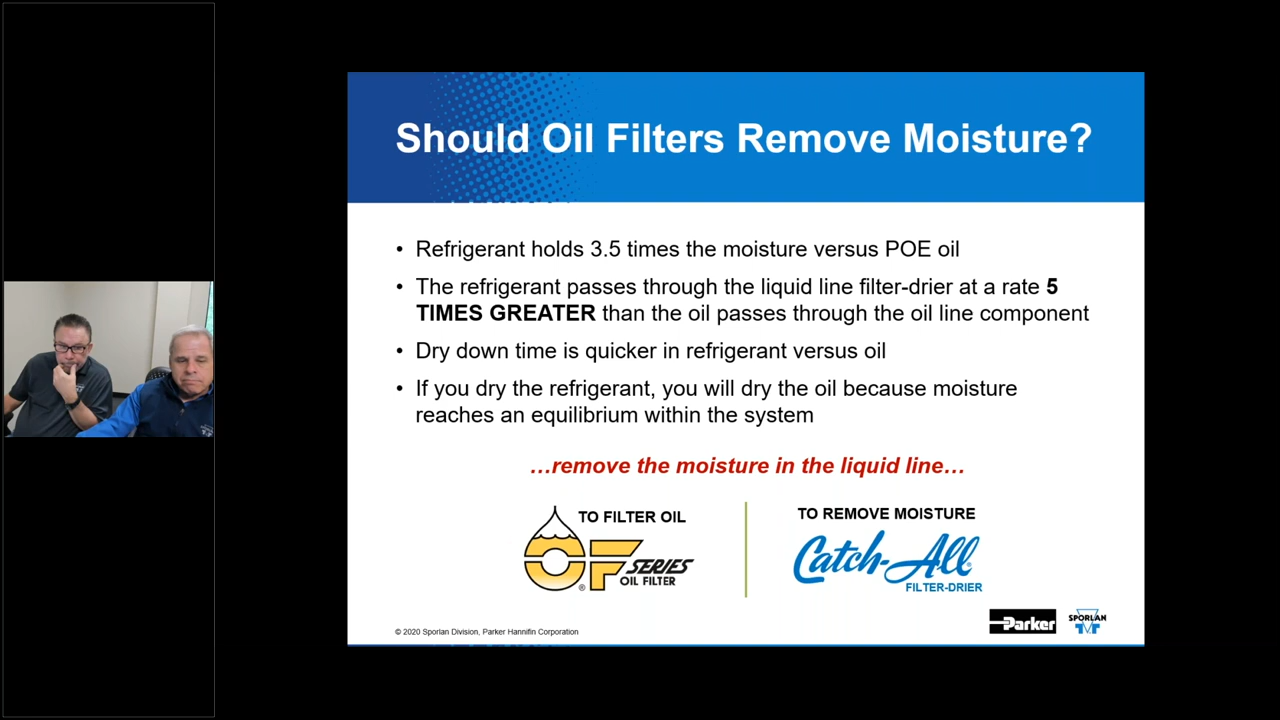 Should Oil Filters Remove Moisture?
• Refrigerant holds 3.5 times the moisture versus POE oil
• The refrigerant passes through the liquid line filter-drier at a rate 5
TIMES GREATER than the oil passes through the oil line component
• Dry down time is quicker in refrigerant versus oil
• If you dry the refrigerant, you will dry the oil because moisture
reaches an equilibrium within the system
…remove the moisture in the liquid line…
TO FILTER OIL
OF SERIES
OIL FILTER
®
TO REMOVE MOISTURE
Catch-All®
FILTER-DRIER
© 2020 Sporlan Division, Parker Hannifin Corporation
Parker
SPORLAN